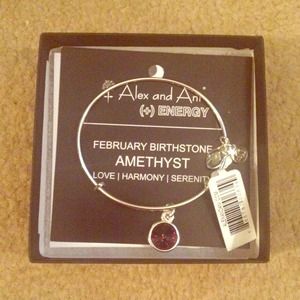 Alex and Ani
(+) ENERGY
FEBRUARY BIRTHSTONE
AMETHYST
LOVE | HARMONY | SERENITY